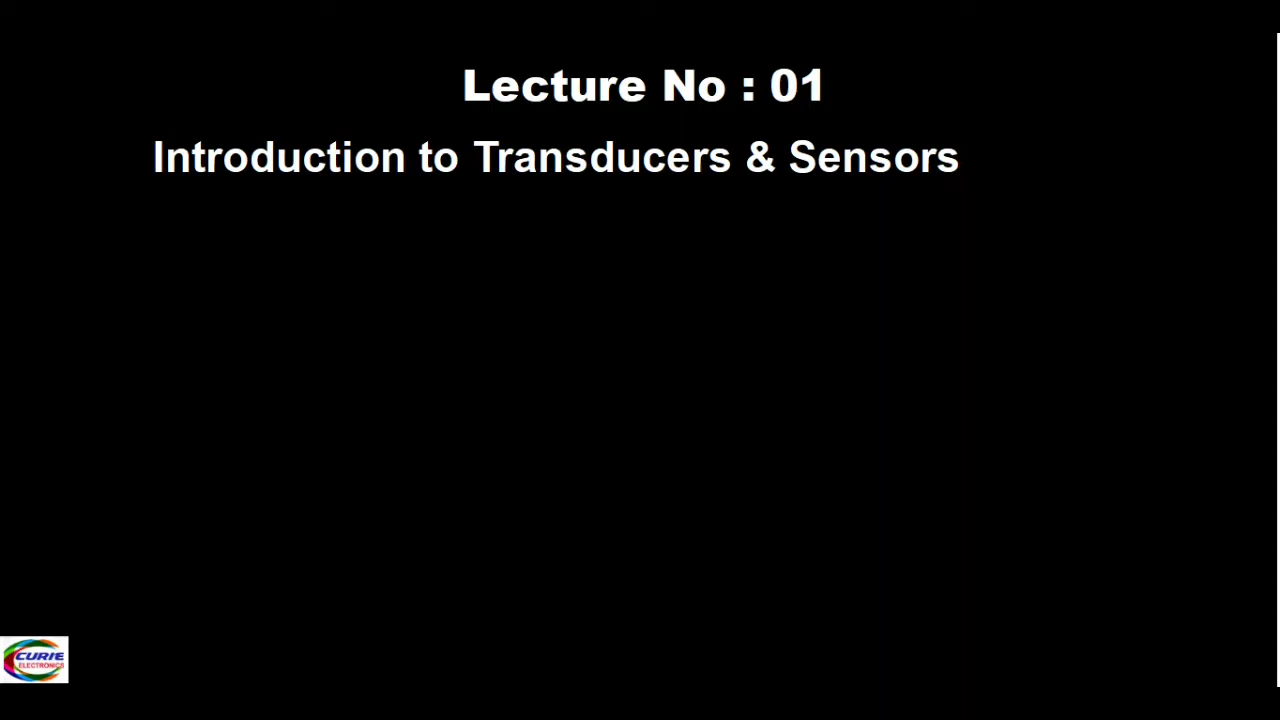 Lecture No : 01
Introduction to Transducers & Sensors
CURIE
ELECTRONICS